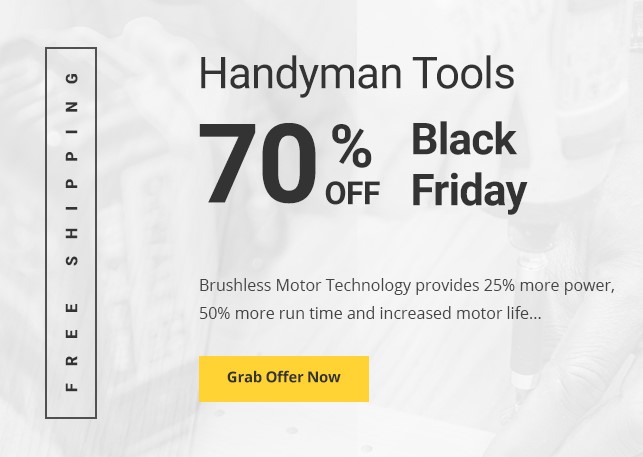 FREE SHIPPING
Handyman Tools
70% OFF
Black
Friday
Brushless Motor Technology provides 25% more power,
50% more run time and increased motor life...
Grab Offer Now